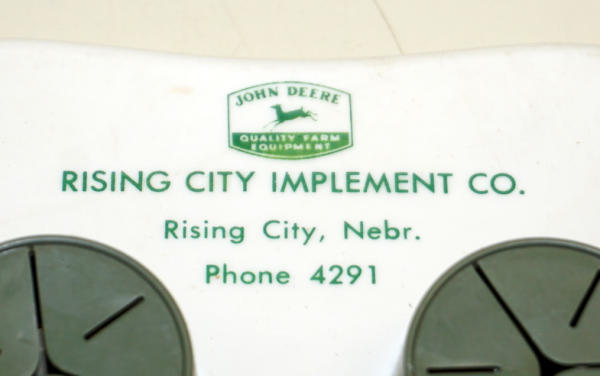 JOHN DEERE
QUALITY FARM
EQUIPMENT
RISING CITY IMPLEMENT CO.
Rising City, Nebr.
Phone 4291